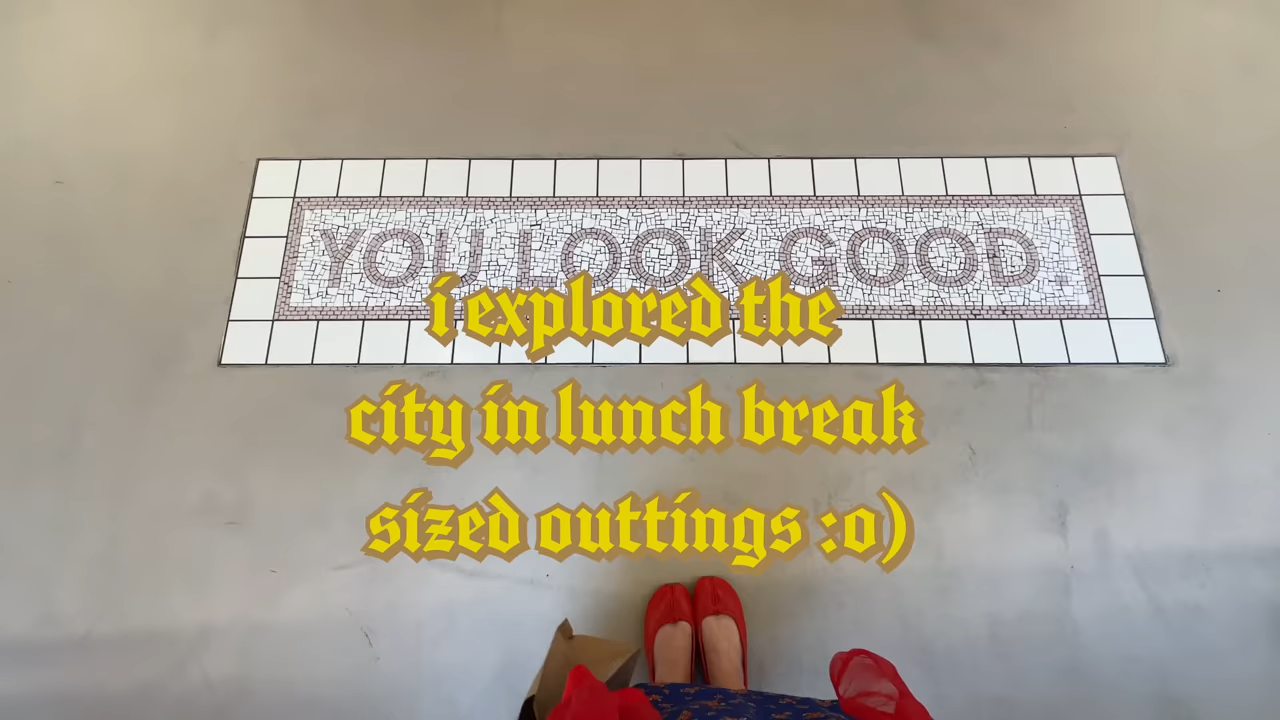 YOU LOOK GOOD.
i explored the
city in lunch break
sized outtings :o)